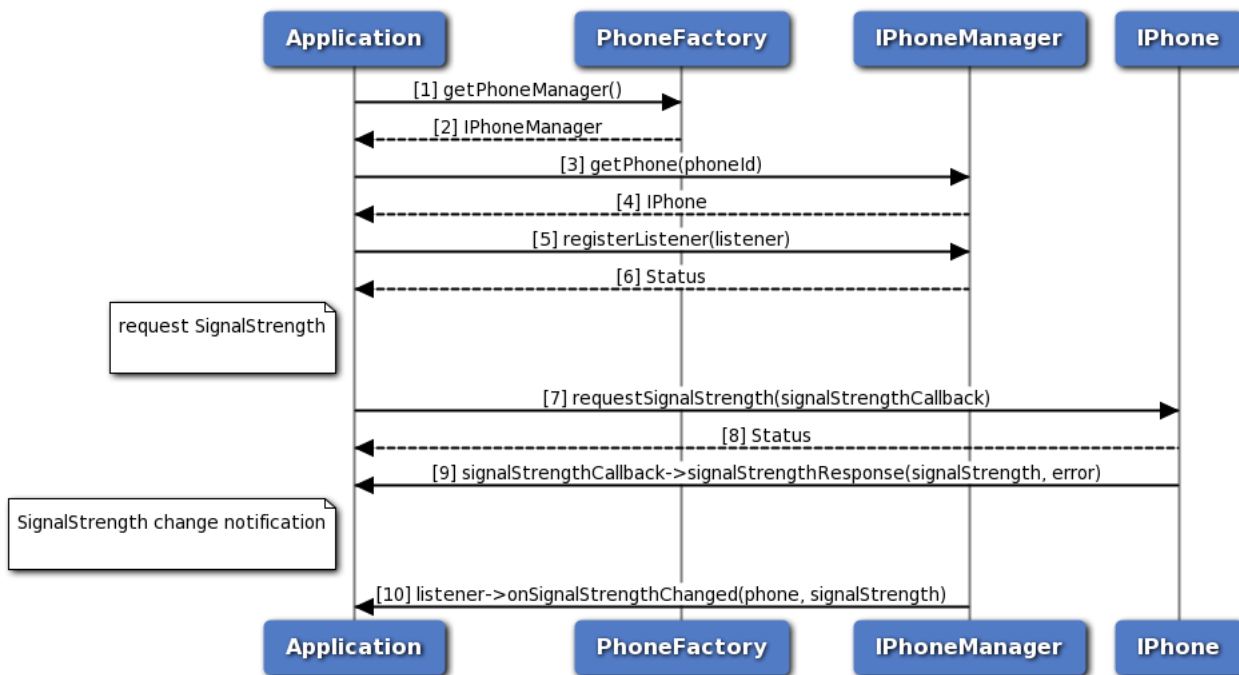 Application PhoneFactory IPhoneManager IPhone
[1] getPhoneManager()
[2] IPhoneManager
[3] getPhone(phoneId)
[4] IPhone
[5] registerListener(listener)
[6] Status
request SignalStrength
[7] requestSignalStrength(signalStrengthCallback)
[8] Status
[9] signalStrengthCallback->signalStrengthResponse(signalStrength, error)
SignalStrength change notification
[10] listener->onSignalStrengthChanged(phone, signalStrength)
Application PhoneFactory IPhoneManager IPhone